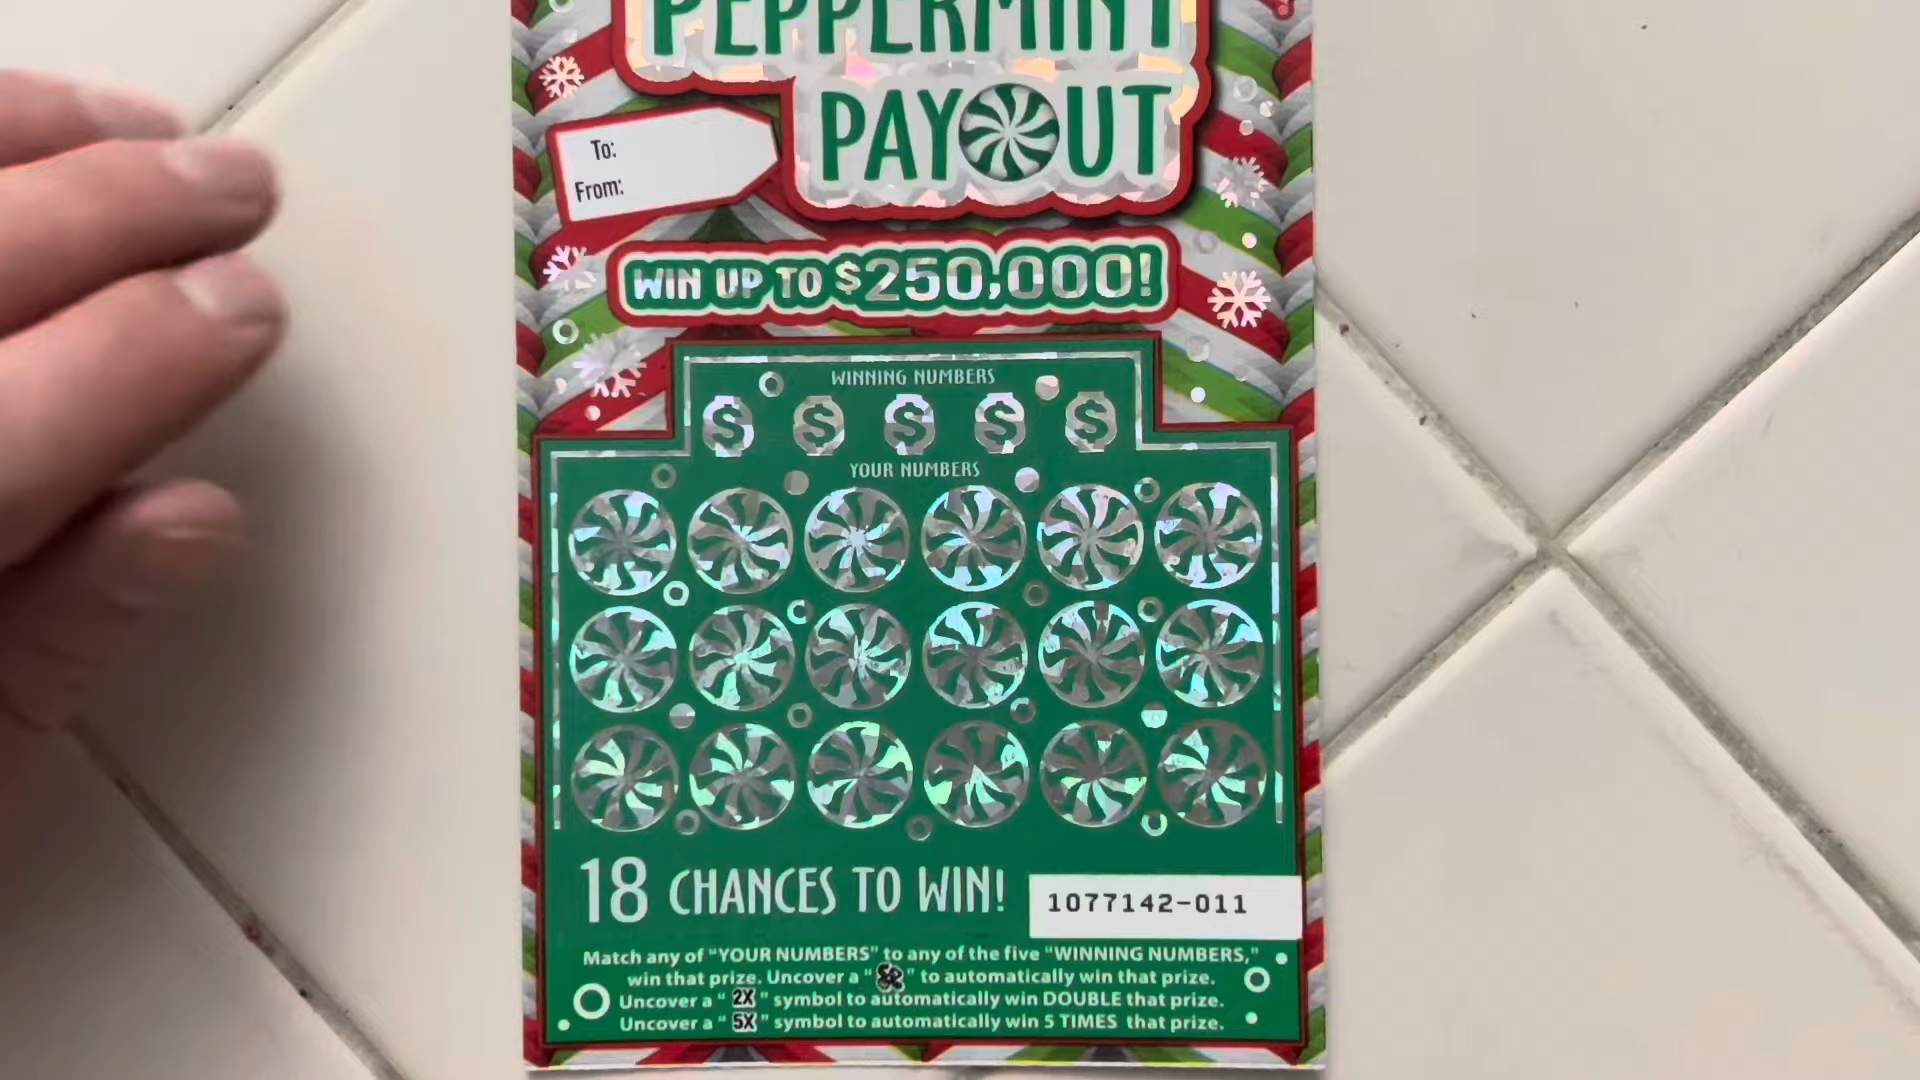 PEPPERMINT
PAYOUT
To:
From:
WIN UP TO $250,000!
WINNING NUMBERS
$ $ $ $ $
YOUR NUMBERS
18 CHANCES TO WIN!
1077142-011
Match any of "YOUR NUMBERS" to any of the five "WINNING NUMBERS,"
win that prize. Uncover a " " to automatically win that prize.
Uncover a " 2X " symbol to automatically win DOUBLE that prize.
Uncover a " 5X " symbol to automatically win 5 TIMES that prize.